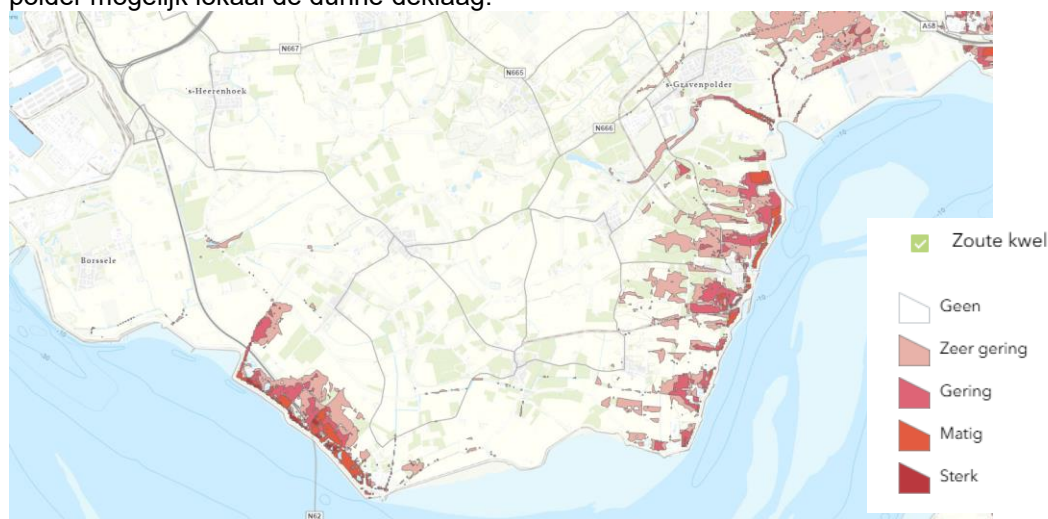 polder mogelijk lokaal de dunne deklaag.
A58
N667
N665
's-Heerenhoek
s-Gravenpolder
N666
Borssele
Zoute kwel
Geen
Zeer gering
Gering
Matig
Sterk
N62